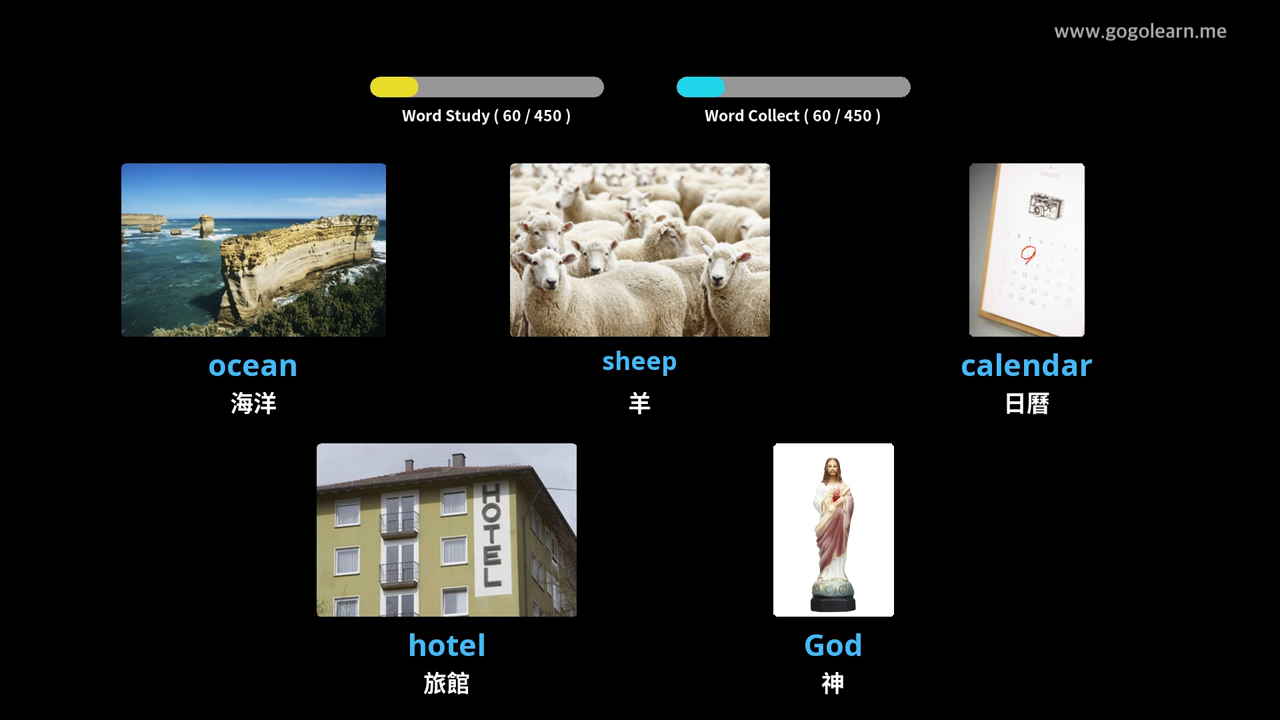 www.gogolearn.me
Word Study ( 60 / 450 )
Word Collect ( 60 / 450 )
ocean
海洋
sheep
羊
calendar
日曆
HOTEL
hotel
旅館
God
神